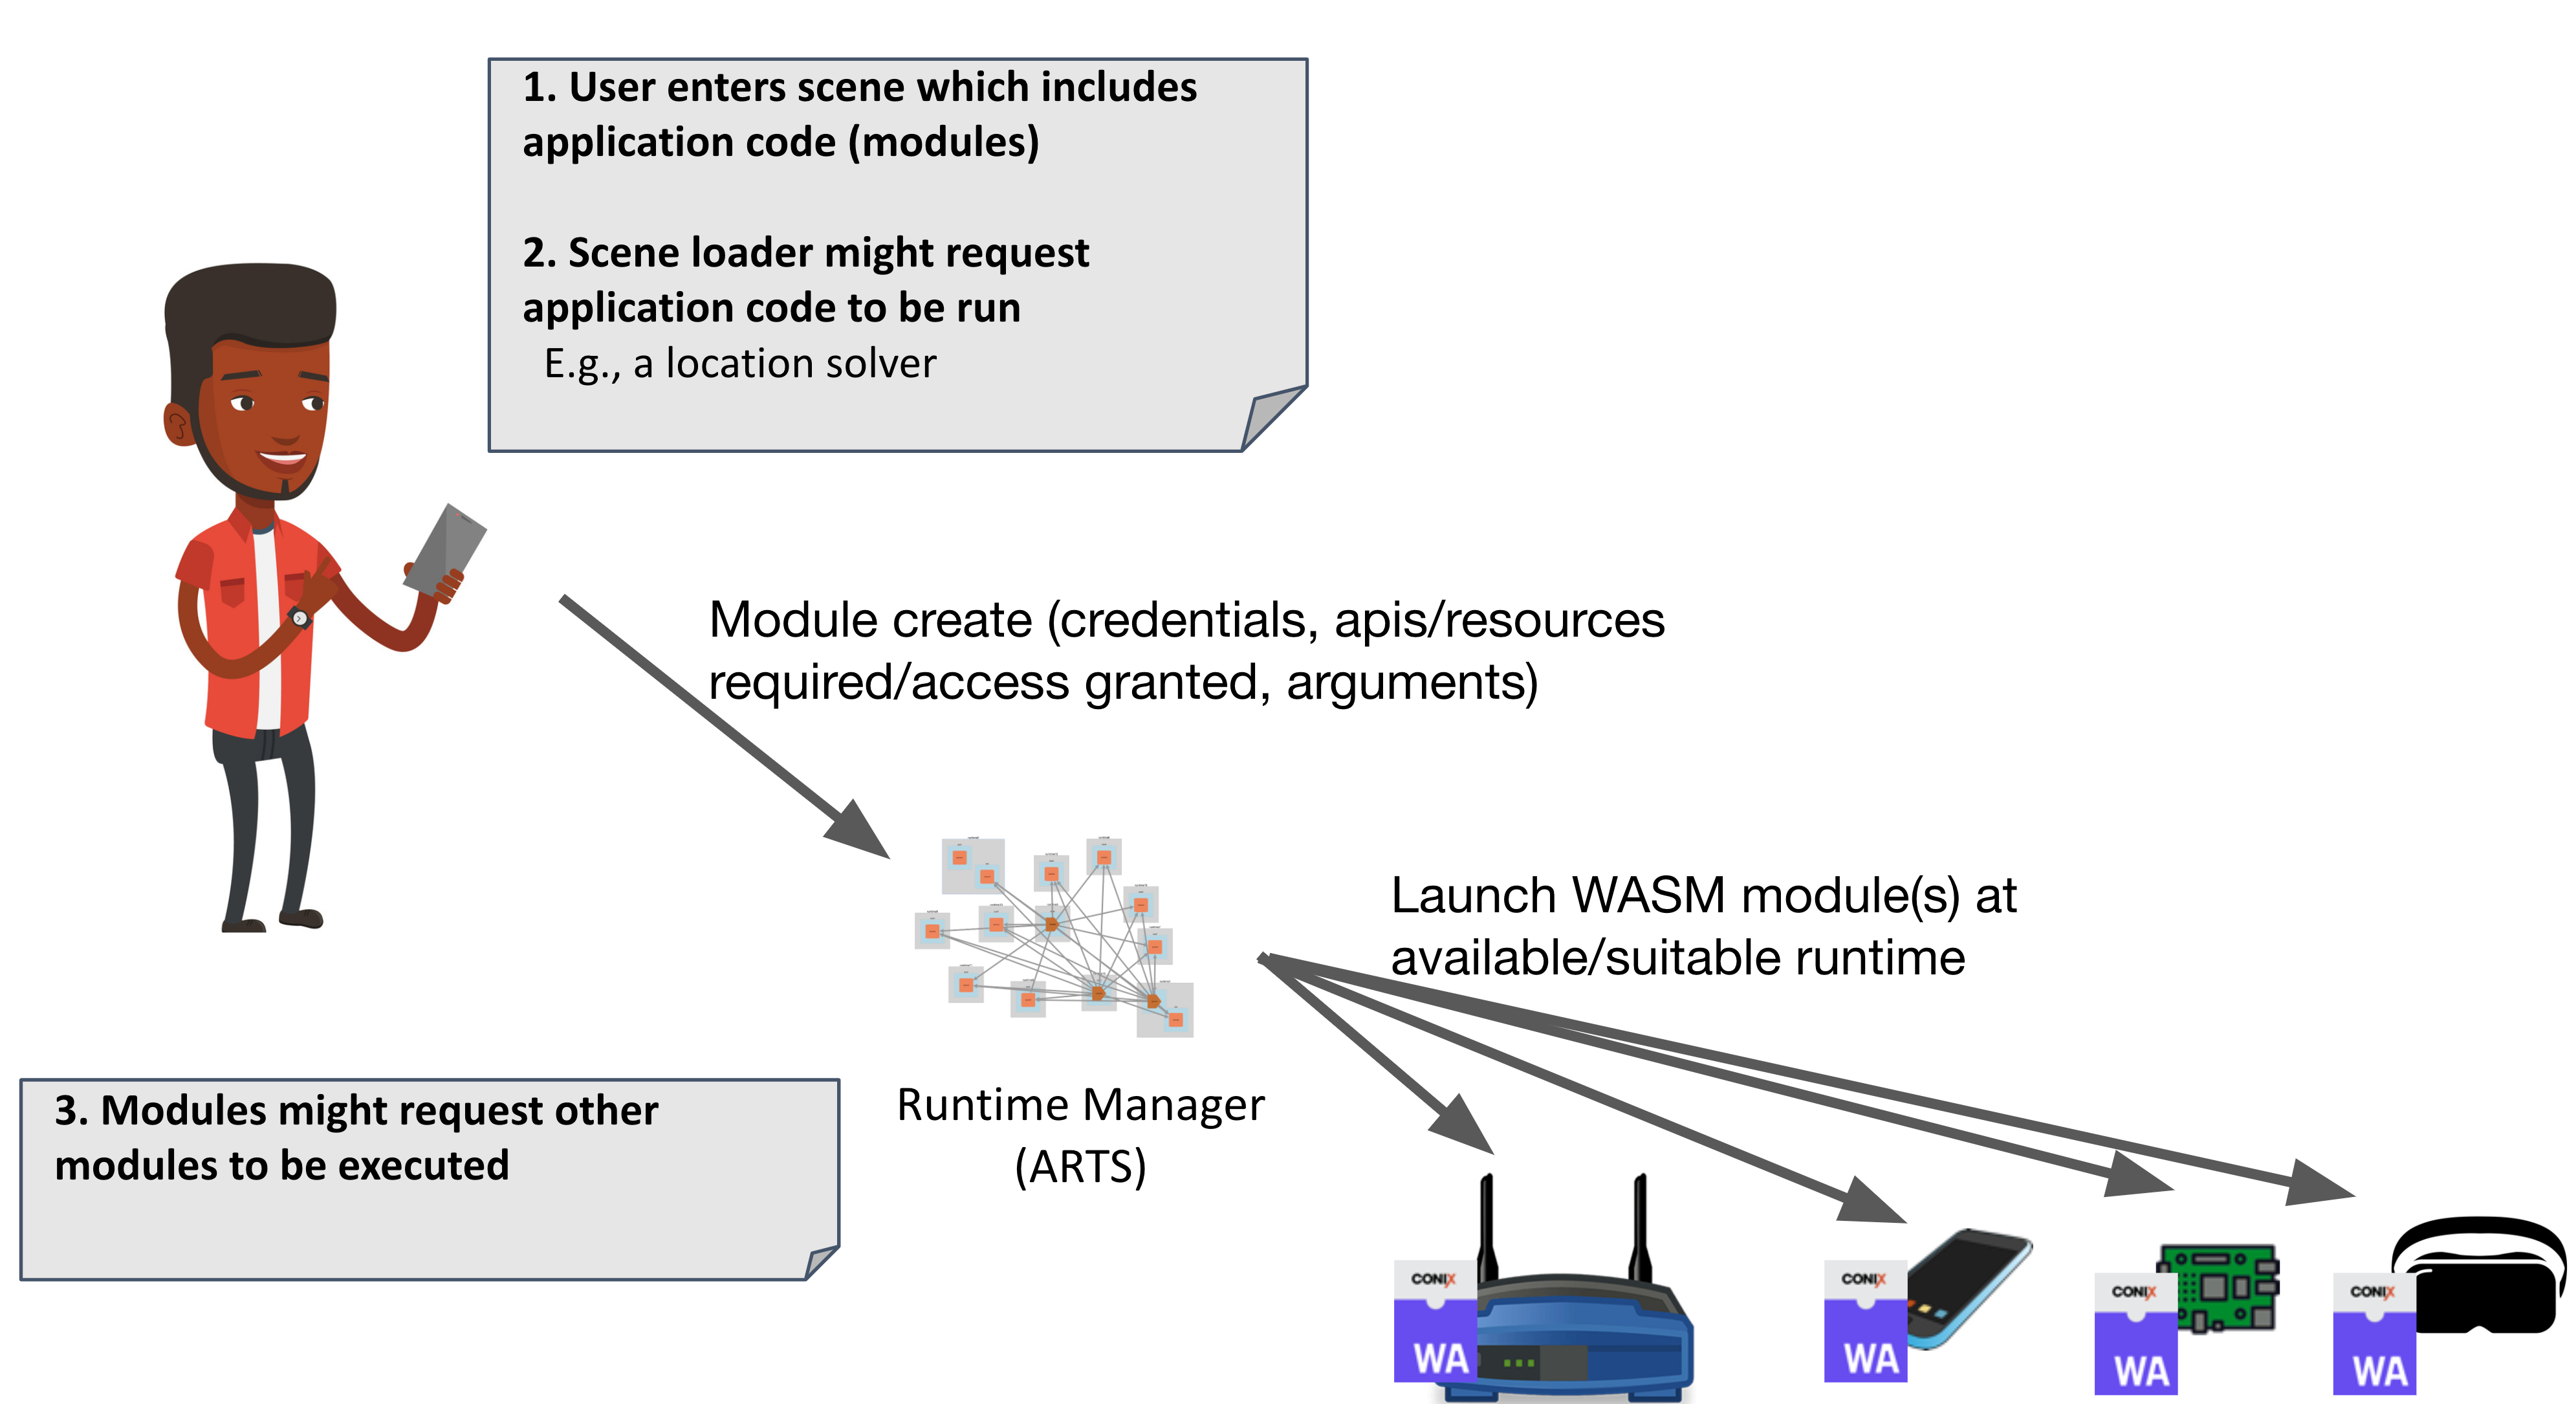 1. User enters scene which includes
application code (modules)
2. Scene loader might request
application code to be run
E.g., a location solver
Module create (credentials, apis/resources
required/access granted, arguments)
Launch WASM module(s) at
available/suitable runtime
Runtime Manager
(ARTS)
3. Modules might request other
modules to be executed
CONIX
WA
CONIX
WA
CONIX
WA
CONIX
WA